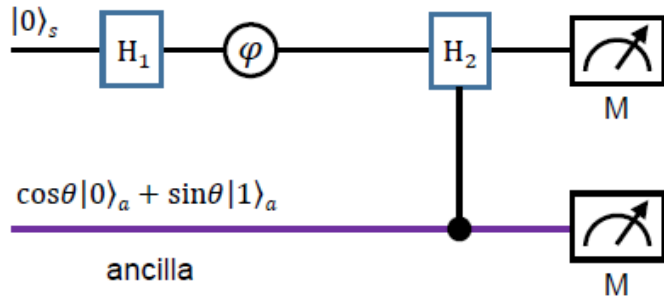 |0⟩ₛ
H₁
φ
H₂
M
cosθ|0⟩ₐ + sinθ|1⟩ₐ
ancilla
M